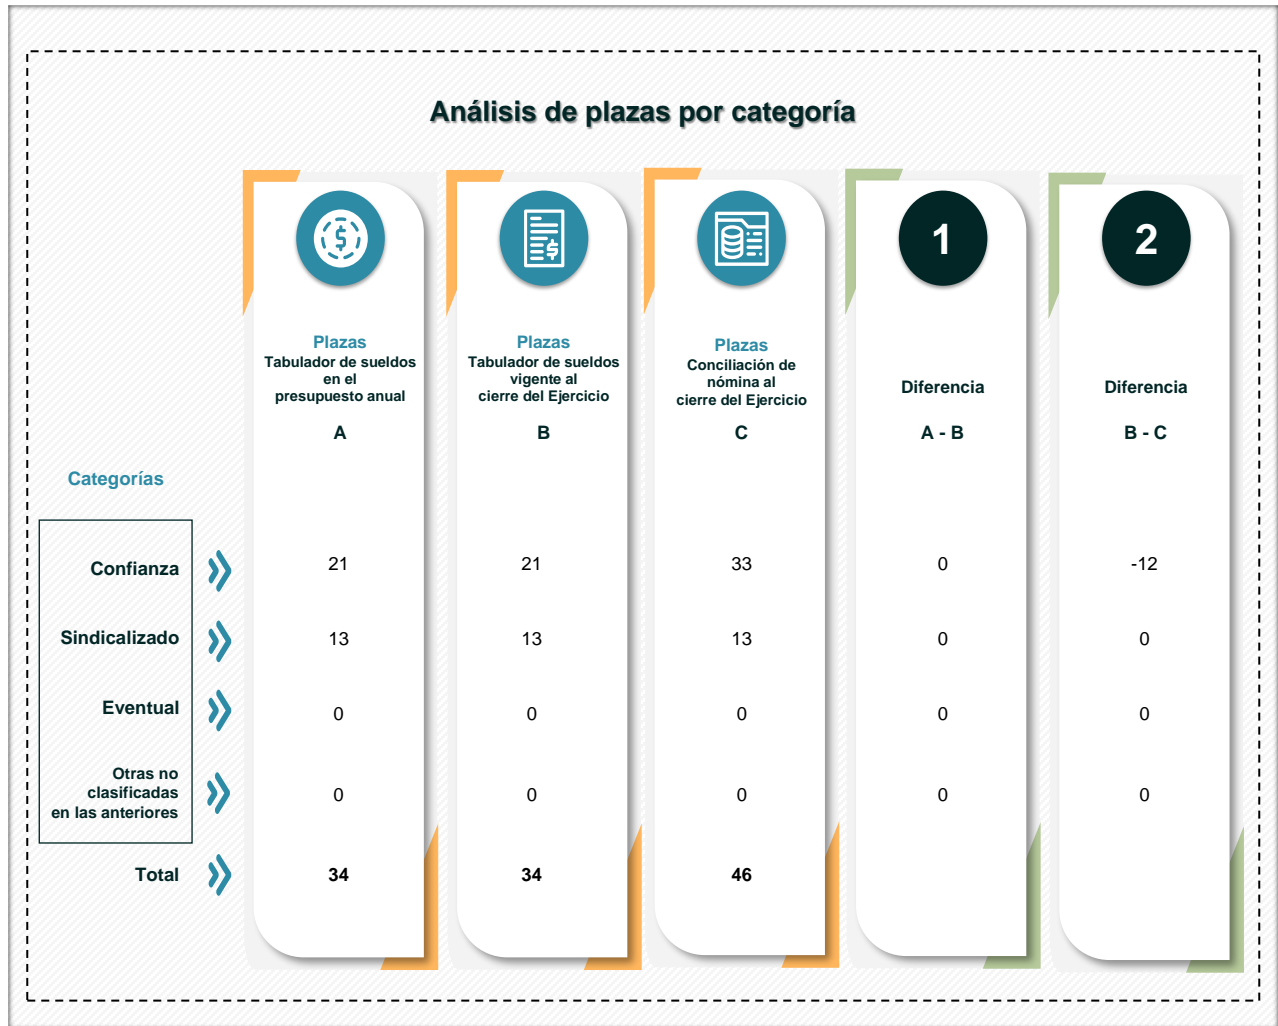 Análisis de plazas por categoría
$
$
1
2
Plazas
Tabulador de sueldos
en el
presupuesto anual
A
Plazas
Tabulador de sueldos
vigente al
cierre del Ejercicio
B
Plazas
Conciliación de
nómina al
cierre del Ejercicio
C
Diferencia
A - B
Diferencia
B - C
Categorías
Confianza 21 21 33 0 -12
Sindicalizado 13 13 13 0 0
Eventual 0 0 0 0 0
Otras no
clasificadas
en las anteriores
0 0 0 0 0
Total 34 34 46